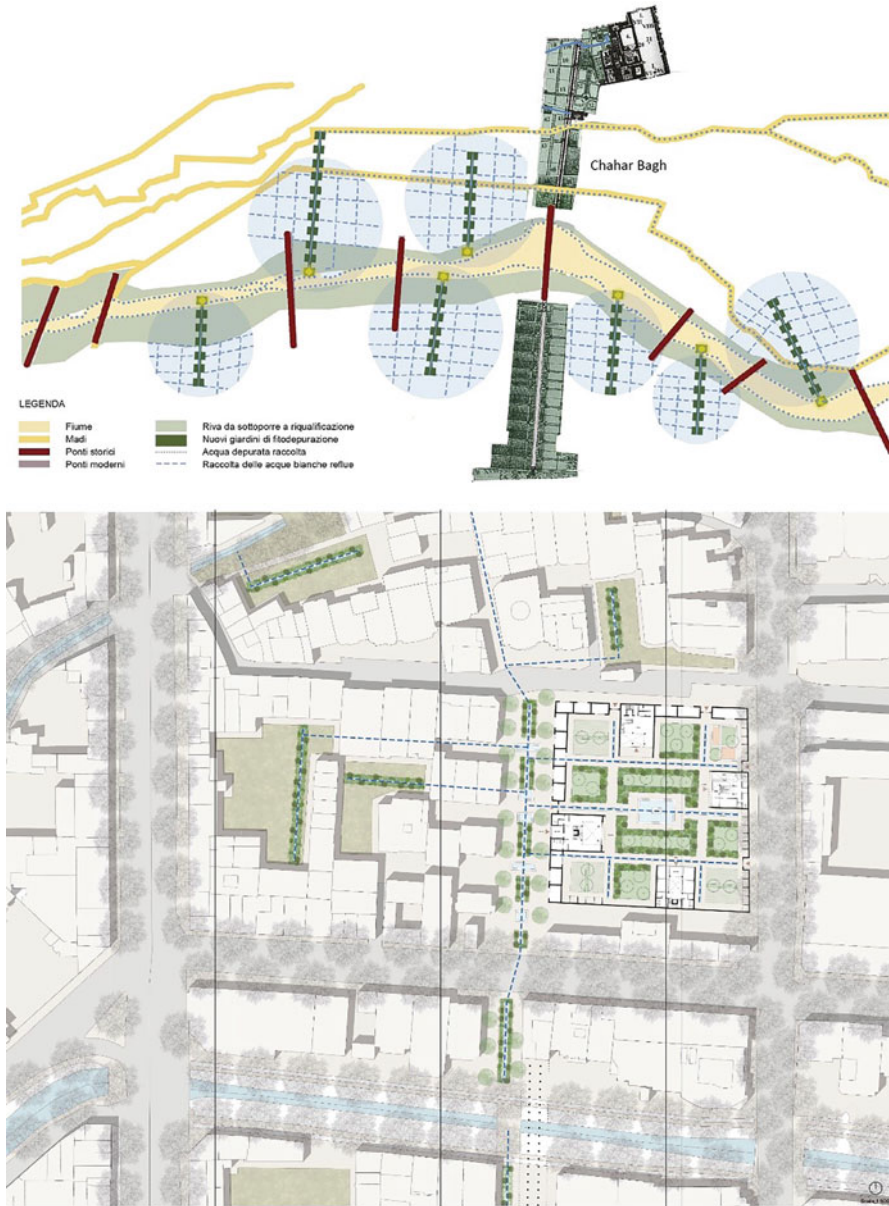 Chahar Bagh
LEGENDA
Fiume
Madi
Ponti storici
Ponti moderni
Riva da sottoporre a riqualificazione
Nuovi giardini di fitodepurazione
Acqua depurata raccolta
Raccolta delle acque bianche reflue